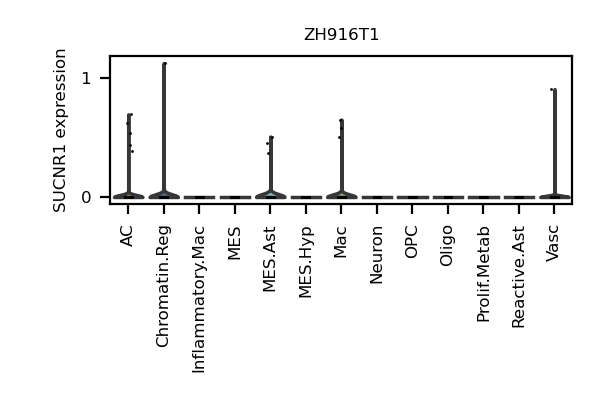 ZH916T1
SUCNR1 expression
1
0
AC
Chromatin.Reg
Inflammatory.Mac
MES
MES.Ast
MES.Hyp
Mac
Neuron
OPC
Oligo
Prolif.Metab
Reactive.Ast
Vasc